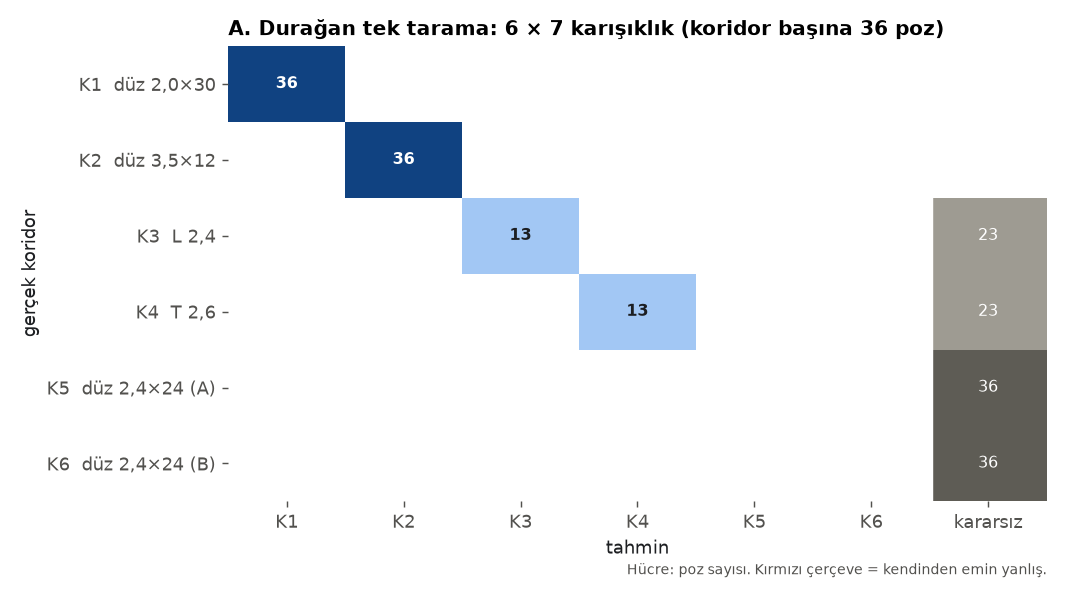 A. Durağan tek tarama: 6 × 7 karışıklık (koridor başına 36 poz)
K1 düz 2,0×30
36
K2 düz 3,5×12
36
K3 L 2,4
13
23
K4 T 2,6
13
23
K5 düz 2,4×24 (A)
36
K6 düz 2,4×24 (B)
36
gerçek koridor
K1 K2 K3 K4 K5 K6 kararsız
tahmin
Hücre: poz sayısı. Kırmızı çerçeve = kendinden emin yanlış.